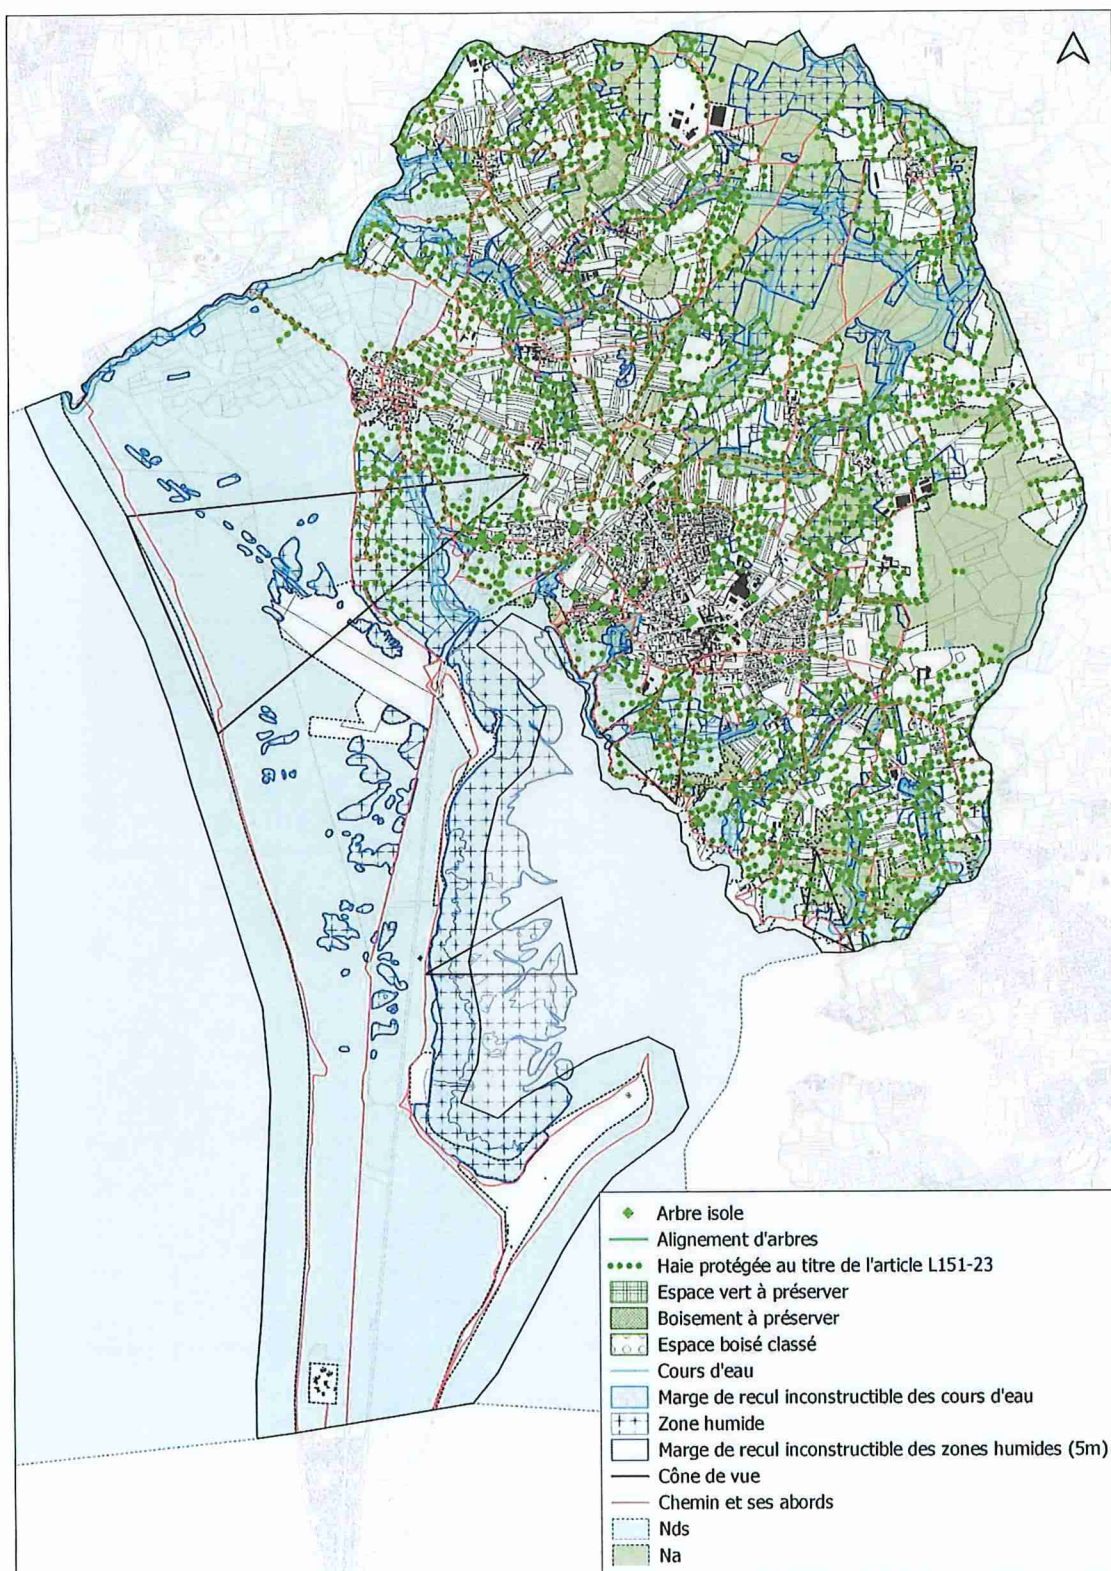 Arbre isole
Alignement d'arbres
Haie protégée au titre de l'article L151-23
Espace vert à préserver
Boisement à préserver
Espace boisé classé
Cours d'eau
Marge de recul inconstructible des cours d'eau
Zone humide
Marge de recul inconstructible des zones humides (5m)
Cône de vue
Chemin et ses abords
Nds
Na